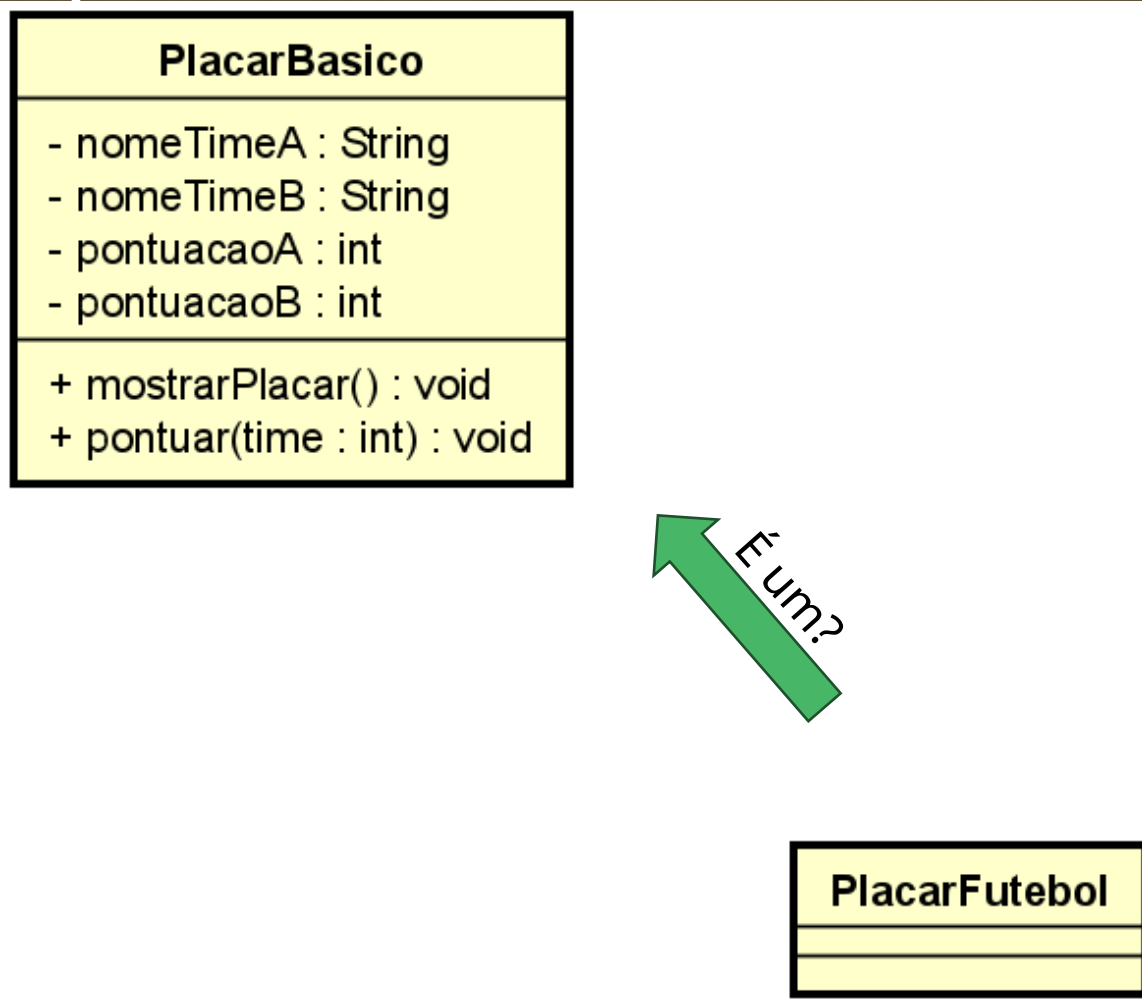 PlacarBasico
- nomeTimeA : String
- nomeTimeB : String
- pontuacaoA : int
- pontuacaoB : int
+ mostrarPlacar() : void
+ pontuar(time : int) : void
É um?
PlacarFutebol